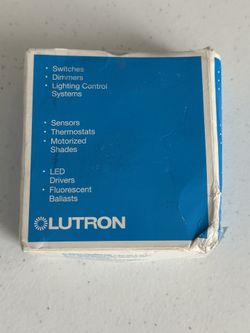 • Switches
• Dimmers
• Lighting Control
Systems
• Sensors
• Thermostats
• Motorized
Shades
• LED
Drivers
• Fluorescent
Ballasts
LUTRON